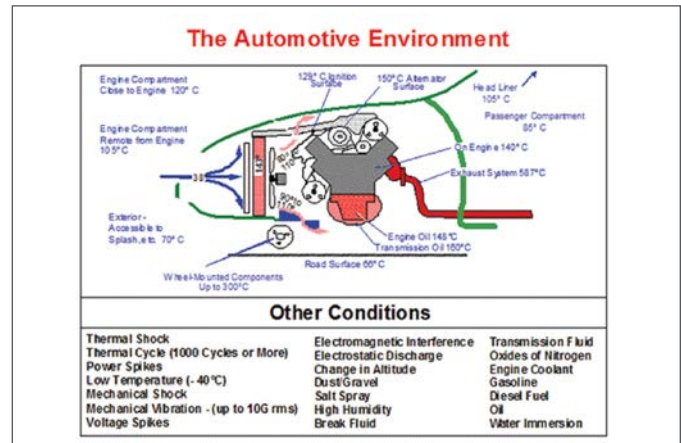 The Automotive Environment
Engine Compartment
Close to Engine 120° C
129° C Ignition
Surface
150° C Alternator
Surface
Head Liner
105° C
Passenger Compartment
85° C
Engine Compartment
Remote from Engine
105°C
On Engine 140°C
Exhaust System 587°C
38
147°
Exterior -
Accessible to
Splash, etc. 70° C
Engine Oil 148°C
Transmission Oil 160°C
Road Surface 66°C
Wheel-Mounted Components
Up to 300°C
Other Conditions
Thermal Shock
Thermal Cycle (1000 Cycles or More)
Power Spikes
Low Temperature (- 40°C)
Mechanical Shock
Mechanical Vibration - (up to 10G rms)
Voltage Spikes
Electromagnetic Interference
Electrostatic Discharge
Change in Altitude
Dust/Gravel
Salt Spray
High Humidity
Break Fluid
Transmission Fluid
Oxides of Nitrogen
Engine Coolant
Gasoline
Diesel Fuel
Oil
Water Immersion